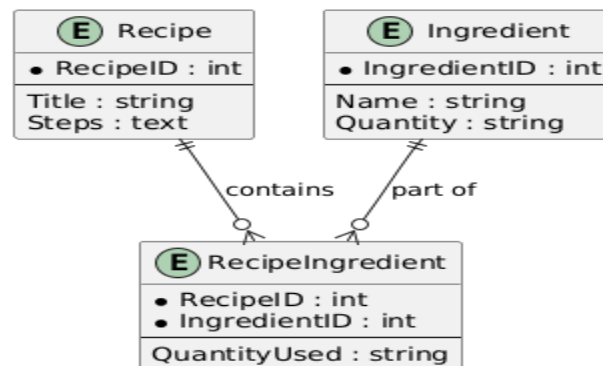 E Recipe
RecipeID : int
Title : string
Steps : text
E Ingredient
IngredientID : int
Name : string
Quantity : string
contains
part of
E RecipeIngredient
RecipeID : int
IngredientID : int
QuantityUsed : string